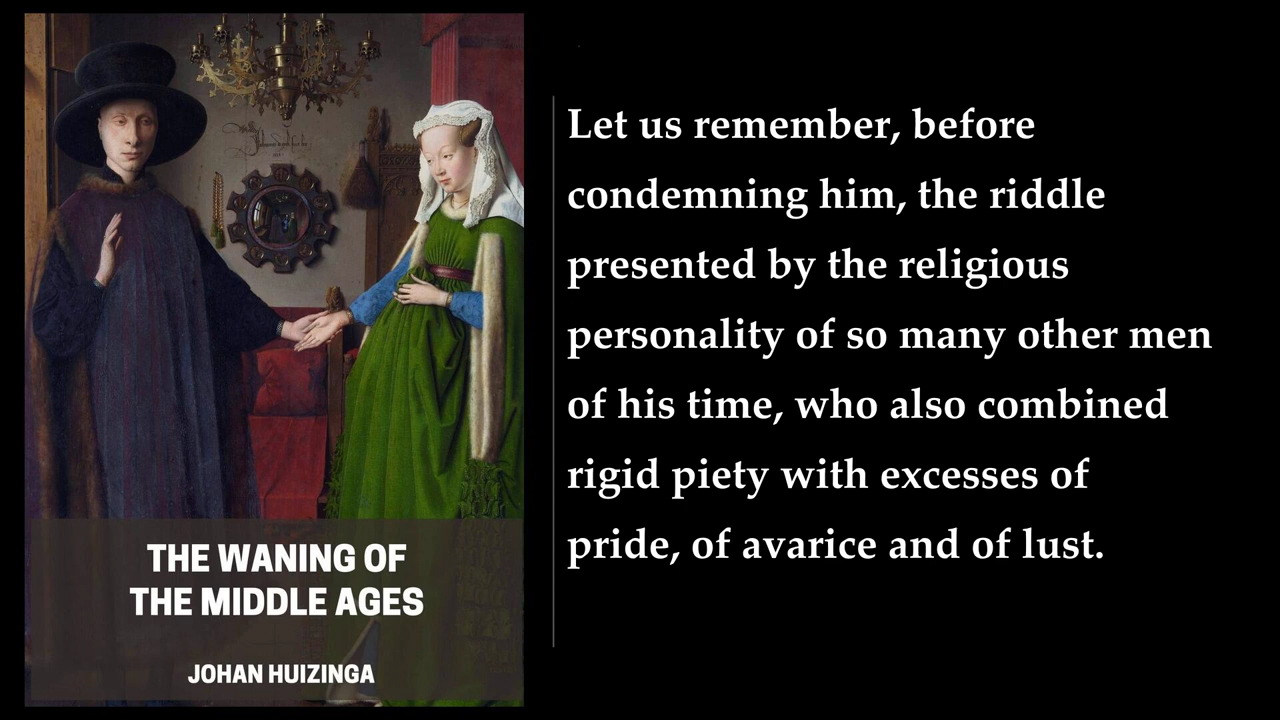 THE WANING OF
THE MIDDLE AGES
JOHAN HUIZINGA
Let us remember, before
condemning him, the riddle
presented by the religious
personality of so many other men
of his time, who also combined
rigid piety with excesses of
pride, of avarice and of lust.